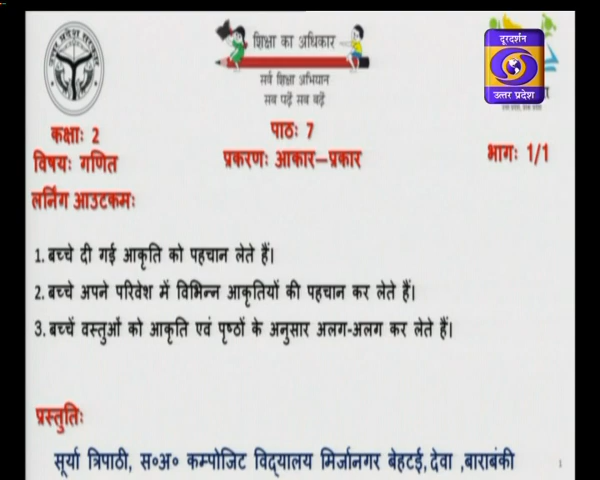 शिक्षा का अधिकार
सर्व शिक्षा अभियान
सब पढ़ें सब बढ़ें
दूरदर्शन
उत्तर प्रदेश
कक्षाः 2
पाठः 7
विषयः गणित
प्रकरणः आकार–प्रकार
भागः 1/1
लर्निंग आउटकमः
1. बच्चे दी गई आकृति को पहचान लेते हैं।
2. बच्चे अपने परिवेश में विभिन्न आकृतियों की पहचान कर लेते हैं।
3. बच्चें वस्तुओं को आकृति एवं पृष्ठों के अनुसार अलग-अलग कर लेते हैं।
प्रस्तुतिः
सूर्या त्रिपाठी, स०अ० कम्पोजिट विद्यालय मिर्जानगर बेहटई, देवा ,बाराबंकी
1